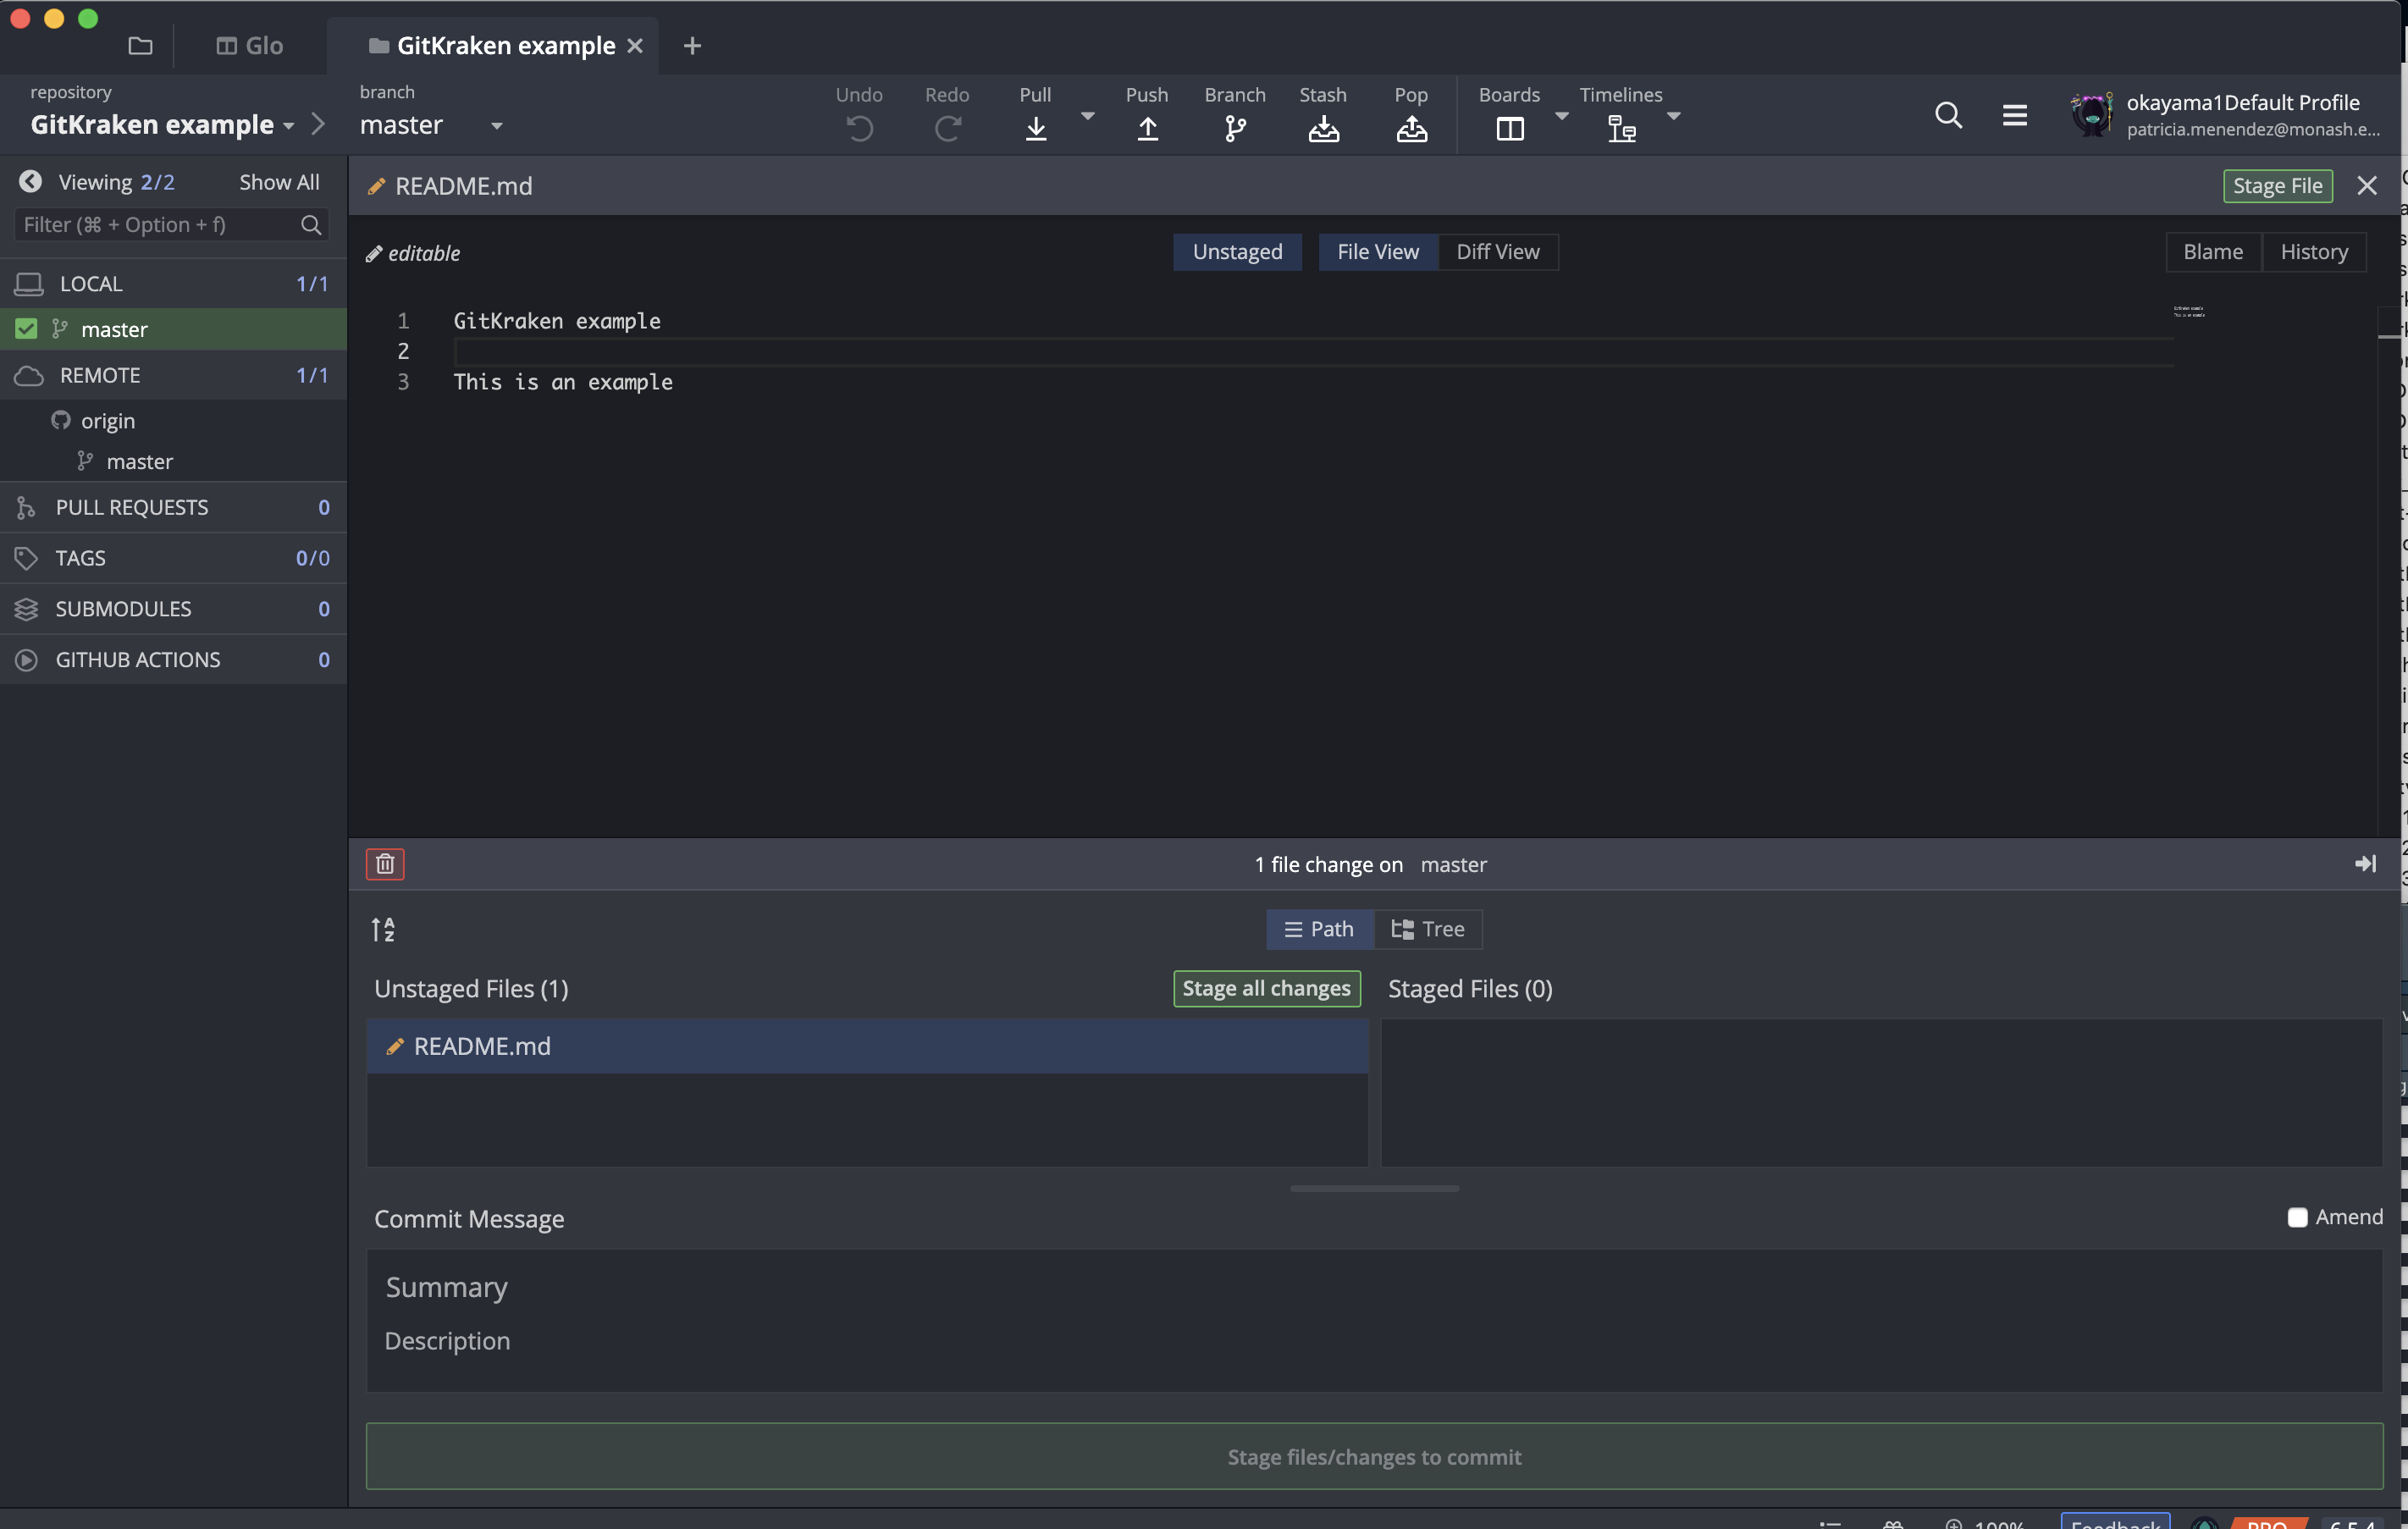 Glo
GitKraken example
repository
GitKraken example
branch
master
Undo
Redo
Pull
Push
Branch
Stash
Pop
Boards
Timelines
okayama1Default Profile
patricia.menendez@monash.e...
Viewing 2/2
Show All
Filter (⌘ + Option + f)
LOCAL 1/1
master
REMOTE 1/1
origin
master
PULL REQUESTS 0
TAGS 0/0
SUBMODULES 0
GITHUB ACTIONS 0
README.md
Stage File
editable
Unstaged
File View
Diff View
Blame
History
1 GitKraken example
2
3 This is an example
1 file change on master
Path
Tree
Unstaged Files (1)
Stage all changes
Staged Files (0)
README.md
Commit Message
Amend
Summary
Description
Stage files/changes to commit
100%
Feedback
PRO
6.5.4